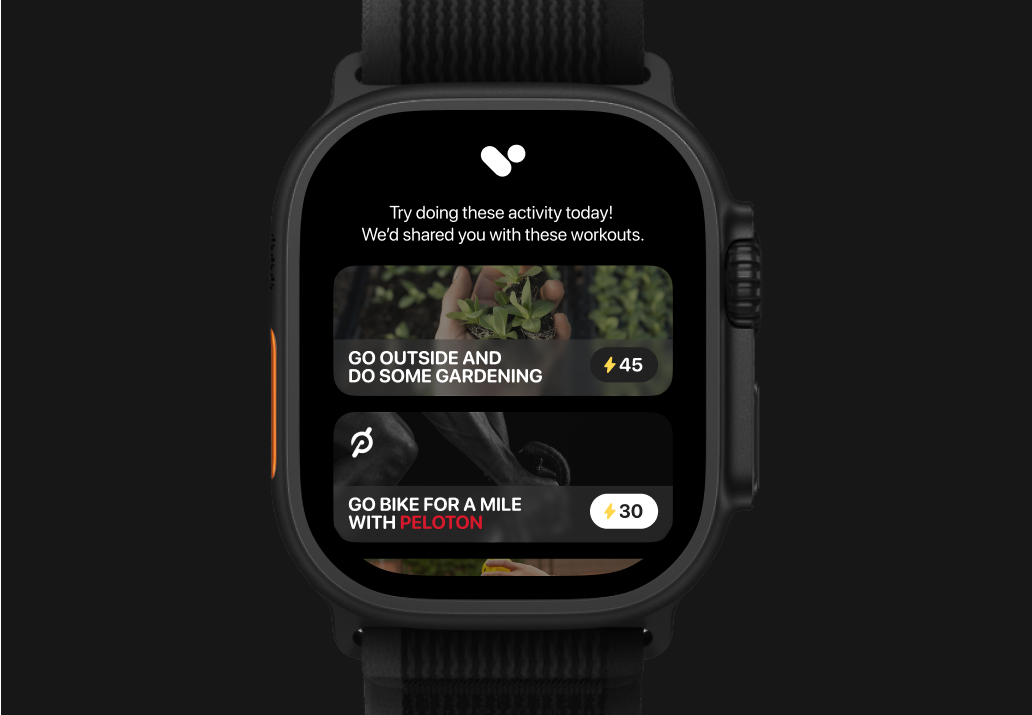 Try doing these activity today!
We'd shared you with these workouts.
GO OUTSIDE AND
DO SOME GARDENING
45
GO BIKE FOR A MILE
WITH PELOTON
30